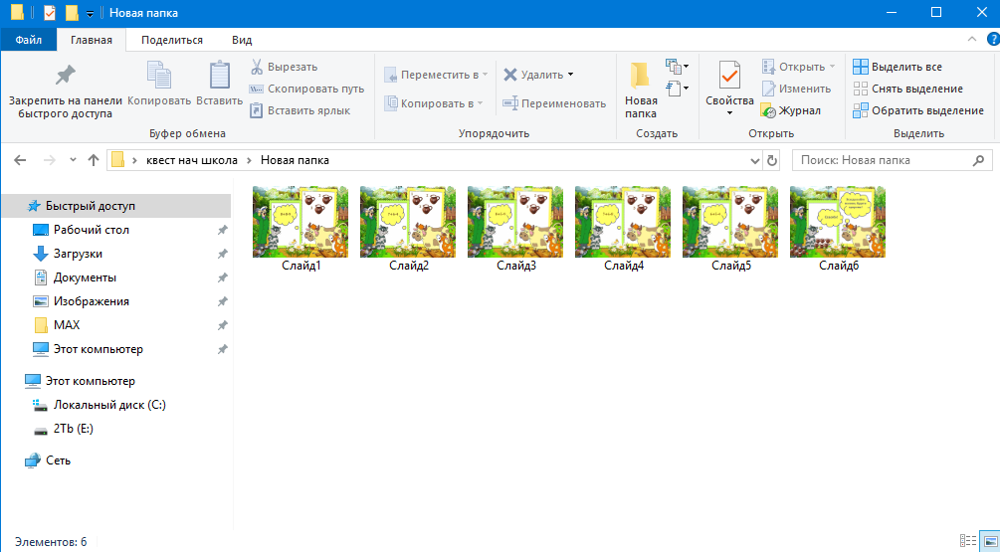 Новая папка
Файл
Главная
Поделиться
Вид
Закрепить на панели
быстрого доступа
Копировать
Вставить
Вырезать
Скопировать путь
Вставить ярлык
Буфер обмена
Переместить в
Копировать в
Удалить
Переименовать
Упорядочить
Новая
папка
Создать
Свойства
Открыть
Изменить
Журнал
Открыть
Выделить все
Снять выделение
Обратить выделение
Выделить
квест нач школа > Новая папка
Поиск: Новая папка
Быстрый доступ
Рабочий стол
Загрузки
Документы
Изображения
MAX
Этот компьютер
Этот компьютер
Локальный диск (C:)
2Tb (E:)
Сеть
Слайд1
Слайд2
Слайд3
Слайд4
Слайд5
Слайд6
Элементов: 6